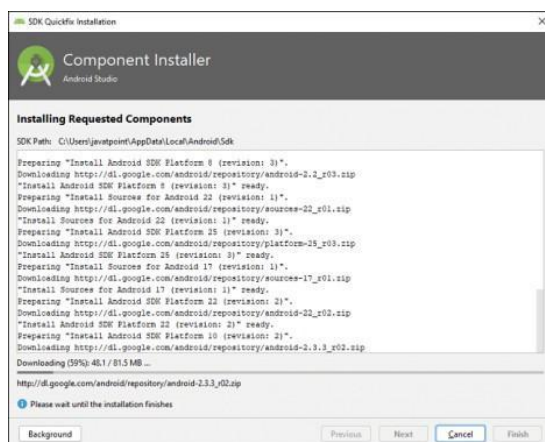 SDK Quickfix Installation
Component Installer
Android Studio
Installing Requested Components
SDK Path: C:\Users\javatpoint\AppData\Local\Android\Sdk
Preparing "Install Android SDK Platform 8 (revision: 3)".
Downloading http://dl.google.com/android/repository/android-2.2_r03.zip
"Install Android SDK Platform 8 (revision: 3)" ready.
Preparing "Install Sources for Android 22 (revision: 1)".
Downloading http://dl.google.com/android/repository/sources-22_r01.zip
"Install Sources for Android 22 (revision: 1)" ready.
Preparing "Install Android SDK Platform 25 (revision: 3)".
Downloading http://dl.google.com/android/repository/platform-25_r03.zip
"Install Android SDK Platform 25 (revision: 3)" ready.
Preparing "Install Sources for Android 17 (revision: 1)".
Downloading http://dl.google.com/android/repository/sources-17_r01.zip
"Install Sources for Android 17 (revision: 1)" ready.
Preparing "Install Android SDK Platform 22 (revision: 2)".
Downloading http://dl.google.com/android/repository/android-22_r02.zip
"Install Android SDK Platform 22 (revision: 2)" ready.
Preparing "Install Android SDK Platform 10 (revision: 2)".
Downloading http://dl.google.com/android/repository/android-2.3.3_r02.zip
Downloading (59%): 48.1 / 81.5 MB ...
http://dl.google.com/android/repository/android-2.3.3_r02.zip
Please wait until the installation finishes
Background
Previous
Next
Cancel
Finish